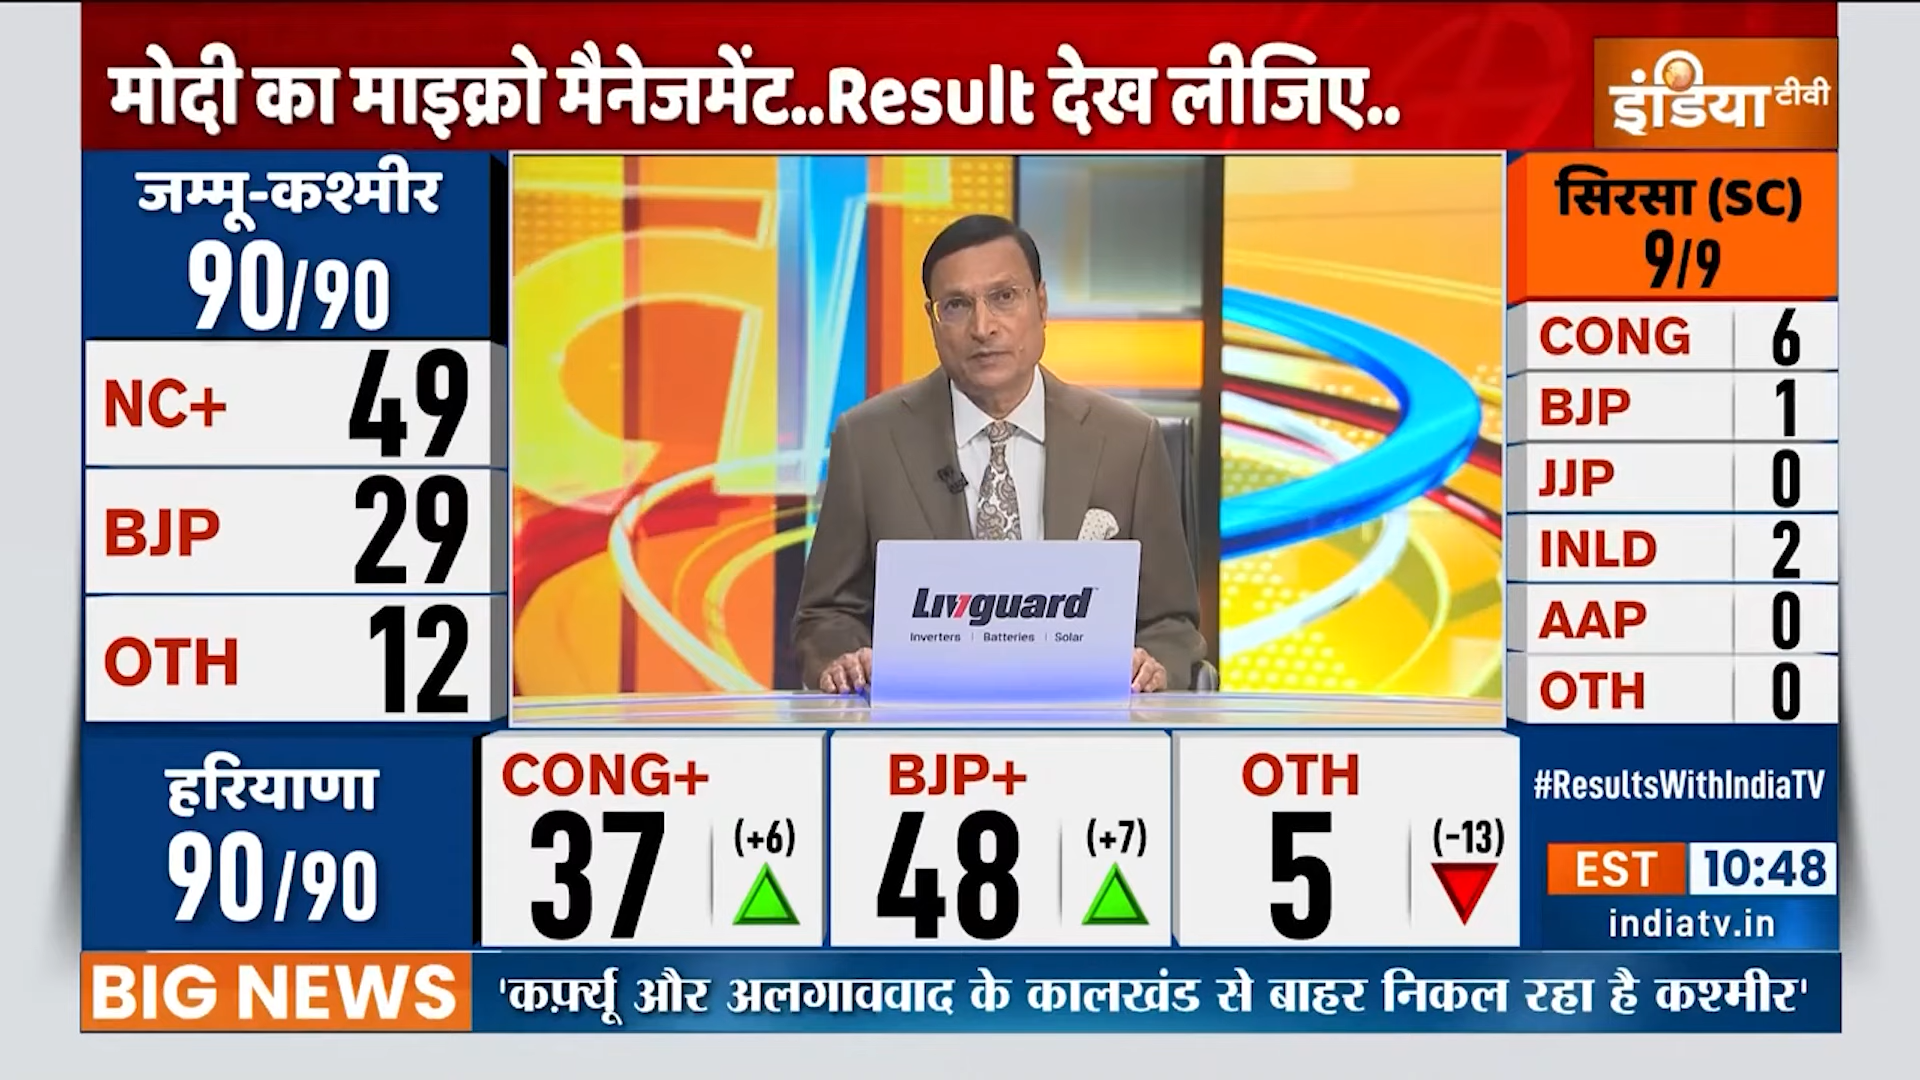 मोदी का माइक्रो मैनेजमेंट..Result देख लीजिए..
इंडिया टीवी
जम्मू-कश्मीर
90/90
NC+ 49
BJP 29
OTH 12
सिरसा (SC)
9/9
CONG 6
BJP 1
JJP 0
INLD 2
AAP 0
OTH 0
Livguard
Inverters | Batteries | Solar
हरियाणा
90/90
CONG+
37 (+6)
BJP+
48 (+7)
OTH
5 (-13)
#ResultsWithIndiaTV
EST 10:48
indiatv.in
BIG NEWS 'कर्फ़्यू और अलगाववाद के कालखंड से बाहर निकल रहा है कश्मीर'